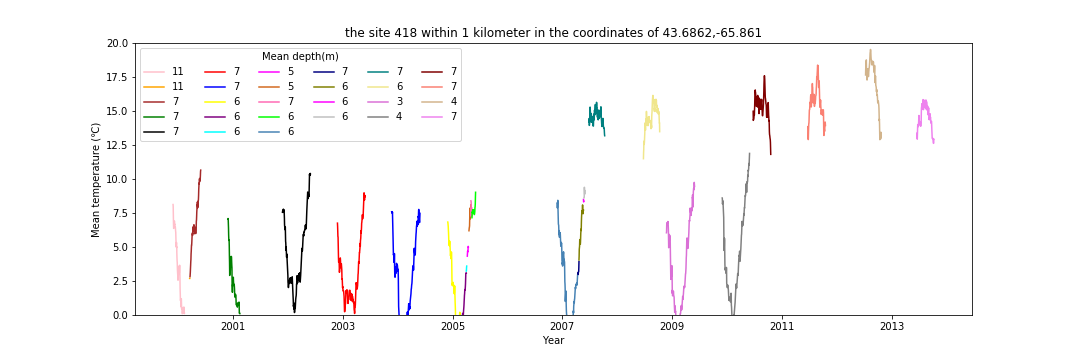 the site 418 within 1 kilometer in the coordinates of 43.6862,-65.861
Mean depth(m)
11 7 5 7 7 7
11 7 5 6 6 7
7 6 7 6 3 4
7 6 6 6 4 7
7 6 6
20.0
17.5
15.0
12.5
10.0
7.5
5.0
2.5
0.0
Mean temperature (℃)
2001 2003 2005 2007 2009 2011 2013
Year